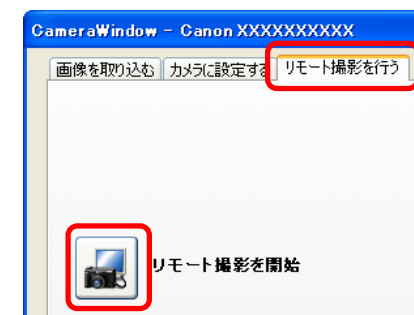 CameraWindow - Canon XXXXXXXXXX
画像を取り込む カメラに設定する リモート撮影を行う
リモート撮影を開始